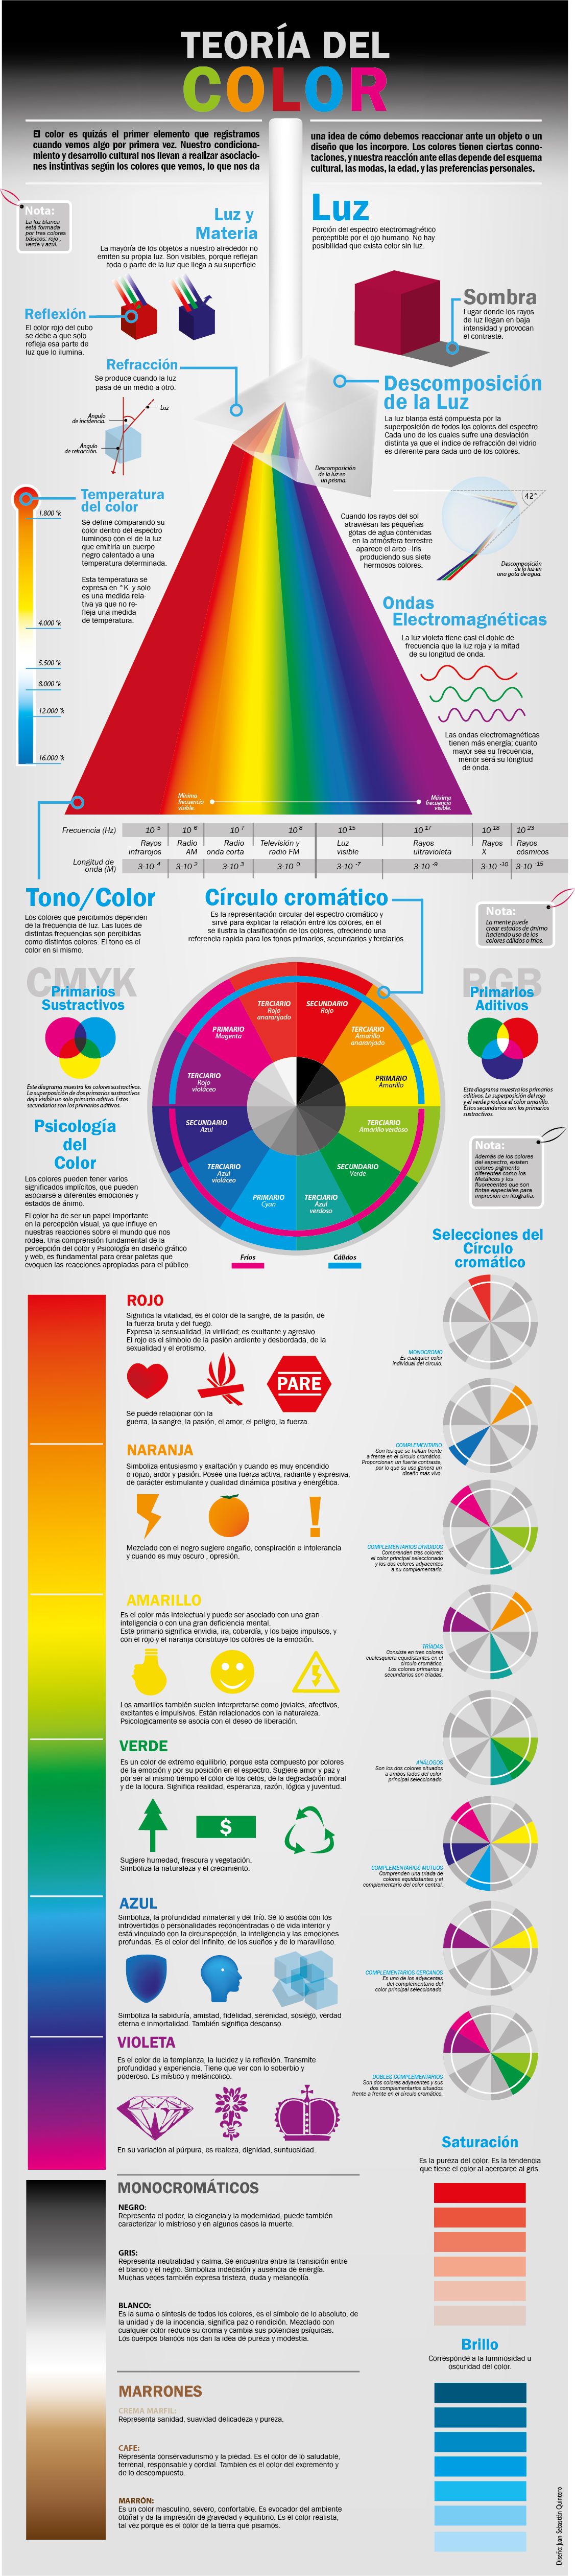 TEORÍA DEL
COLOR
El color es quizás el primer elemento que registramos
cuando vemos algo por primera vez. Nuestro condiciona-
miento y desarrollo cultural nos llevan a realizar asociacio-
nes instintivas según los colores que vemos, lo que nos da
una idea de cómo debemos reaccionar ante un objeto o un
diseño que los incorpore. Los colores tienen ciertas conno-
taciones, y nuestra reacción ante ellas depende del esquema
cultural, las modas, la edad, y las preferencias personales.
Nota:
La luz blanca
está formada
por tres colores
básicos: rojo,
verde y azul.
Luz y
Materia
La mayoría de los objetos a nuestro alrededor no
emiten su propia luz. Son visibles, porque reflejan
toda o parte de la luz que llega a su superficie.
Luz
Porción del espectro electromagnético
perceptible por el ojo humano. No hay
posibilidad que exista color sin luz.
Reflexión
El color rojo del cubo
se debe a que solo
refleja esa parte de
luz que lo ilumina.
Sombra
Lugar donde los rayos
de luz llegan en baja
intensidad y provocan
el contraste.
Refracción
Se produce cuando la luz
pasa de un medio a otro.
Luz
Ángulo
de incidencia.
Ángulo
de refracción.
Descomposición
de la Luz
La luz blanca está compuesta por la
superposición de todos los colores del espectro.
Cada uno de los cuales sufre una desviación
distinta ya que el índice de refracción del vidrio
es diferente para cada uno de los colores.
Descomposición
de la luz en
un prisma.
Temperatura
del color
Se define comparando su
color dentro del espectro
luminoso con el de la luz
que emitiría un cuerpo
negro calentado a una
temperatura determinada.
Esta temperatura se
expresa en °K y solo
es una medida rela-
tiva ya que no re-
fleja una medida
de temperatura.
1.800 °k
4.000 °k
5.500 °k
8.000 °k
12.000 °k
16.000 °k
42°
Cuando los rayos del sol
atraviesan las pequeñas
gotas de agua contenidas
en la atmósfera terrestre
aparece el arco - iris
produciendo sus siete
hermosos colores.
Descomposición
de la luz en
una gota de agua.
Ondas
Electromagnéticas
La luz violeta tiene casi el doble de
frecuencia que la luz roja y la mitad
de su longitud de onda.
Las ondas electromagnéticas
tienen más energía; cuanto
mayor sea su frecuencia,
menor será su longitud
de onda.
Mínima
frecuencia
visible.
Máxima
frecuencia
visible.
Frecuencia (Hz) 10 5 10 6 10 7 10 8 10 15 10 17 10 18 10 23
Rayos infrarojos Radio AM Radio onda corta Televisión y radio FM Luz visible Rayos ultravioleta Rayos X Rayos cósmicos
Longitud de onda (M) 3·10 4 3·10 2 3·10 3 3·10 0 3·10 -7 3·10 -9 3·10 -10 3·10 -15
Tono/Color
Los colores que percibimos dependen
de la frecuencia de luz. Las luces de
distintas frecuencias son percibidas
como distintos colores. El tono es el
color en sí mismo.
Círculo cromático
Es la representación circular del espectro cromático y
sirve para explicar la relación entre los colores, en el
se ilustra la clasificación de los colores, ofreciendo una
referencia rapida para los tonos primarios, secundarios y terciarios.
Nota:
La mente puede
crear estados de ánimo
haciendo uso de los
colores cálidos o fríos.
CMYK
Primarios
Sustractivos
Este diagrama muestra los colores sustractivos.
La superposición de dos primarios sustractivos
deja visible un solo primario aditivo. Estos
secundarios son los primarios aditivos.
RGB
Primarios
Aditivos
Este diagrama muestra los primarios
aditivos. La superposición del rojo
y el verde produce el color amarillo.
Estos secundarios son los primarios
sustractivos.
TERCIARIO
Rojo
anaranjado
SECUNDARIO
Rojo
PRIMARIO
Magenta
TERCIARIO
Amarillo
anaranjado
TERCIARIO
Rojo
violáceo
PRIMARIO
Amarillo
SECUNDARIO
Azul
TERCIARIO
Amarillo verdoso
TERCIARIO
Azul
violáceo
SECUNDARIO
Verde
PRIMARIO
Cyan
TERCIARIO
Azul
verdoso
Fríos
Cálidos
Psicología
del
Color
Los colores pueden tener varios
significados implícitos, que pueden
asociarse a diferentes emociones y
estados de ánimo.
El color ha de ser un papel importante
en la percepción visual, ya que influye en
nuestras reacciones sobre el mundo que nos
rodea. Una comprensión fundamental de la
percepción del color y Psicología en diseño gráfico
y web, es fundamental para crear paletas que
evoquen las reacciones apropiadas para el público.
Nota:
Además de los colores
del espectro, existen
colores pigmento
diferentes como los
Metálicos y los
fluorecentes que son
tintas especiales para
impresión en litografía.
Selecciones del
Círculo
cromático
MONOCROMO
Es cualquier color
individual del círculo.
COMPLEMENTARIO
Son los que se hallan frente
a frente en el círculo cromático.
Proporcionan un fuerte contraste,
por lo que su uso genera un
diseño más vivo.
COMPLEMENTARIOS DIVIDIDOS
Comprenden tres colores:
el color principal seleccionado
y los dos colores adyacentes
a su complementario.
TRÍADAS
Consiste en tres colores
cualesquiera equidistantes en el
círculo cromático.
Los colores primarios y
secundarios son tríadas.
ANÁLOGOS
Son los dos colores situados
a ambos lados del color
principal seleccionado.
COMPLEMENTARIOS MUTUOS
Comprenden una triada de
colores equidistantes y el
complementario del color central.
COMPLEMENTARIOS CERCANOS
Es uno de los adyacentes
del complementario del
color principal seleccionado.
DOBLES COMPLEMENTARIOS
Son dos colores adyacentes y sus
dos complementarios situados
frente a frente en el círculo cromático.
ROJO
Significa la vitalidad, es el color de la sangre, de la pasión, de
la fuerza bruta y del fuego.
Expresa la sensualidad, la virilidad; es exultante y agresivo.
El rojo es el símbolo de la pasión ardiente y desbordada, de la
sexualidad y el erotismo.
PARE
Se puede relacionar con la
guerra, la sangre, la pasión, el amor, el peligro, la fuerza.
NARANJA
Simboliza entusiasmo y exaltación y cuando es muy encendido
o rojizo, ardor y pasión. Posee una fuerza activa, radiante y expresiva,
de carácter estimulante y cualidad dinámica positiva y energética.
Mezclado con el negro sugiere engaño, conspiración e intolerancia
y cuando es muy oscuro , opresión.
AMARILLO
Es el color más intelectual y puede ser asociado con una gran
inteligencia o con una gran deficiencia mental.
Este primario significa envidia, ira, cobardía, y los bajos impulsos, y
con el rojo y el naranja constituye los colores de la emoción.
Los amarillos también suelen interpretarse como joviales, afectivos,
excitantes e impulsivos. Están relacionados con la naturaleza.
Psicologicamente se asocia con el deseo de liberación.
VERDE
Es un color de extremo equilibrio, porque esta compuesto por colores
de la emoción y por su posición en el espectro. Sugiere amor y paz y
por ser al mismo tiempo el color de los celos, de la degradación moral
y de la locura. Significa realidad, esperanza, razón, lógica y juventud.
$
Sugiere humedad, frescura y vegetación.
Simboliza la naturaleza y el crecimiento.
AZUL
Simboliza, la profundidad inmaterial y del frío. Se lo asocia con los
introvertidos o personalidades reconcentradas o de vida interior y
está vinculado con la circunspección, la inteligencia y las emociones
profundas. Es el color del infinito, de los sueños y de lo maravilloso.
Simboliza la sabiduría, amistad, fidelidad, serenidad, sosiego, verdad
eterna e inmortalidad. También significa descanso.
VIOLETA
Es el color de la templanza, la lucidez y la reflexión. Transmite
profundidad y experiencia. Tiene que ver con lo soberbio y
poderoso. Es místico y meláncolico.
En su variación al púrpura, es realeza, dignidad, suntuosidad.
MONOCROMÁTICOS
NEGRO:
Representa el poder, la elegancia y la modernidad, puede también
caracterizar lo mistrioso y en algunos casos la muerte.
GRIS:
Representa neutralidad y calma. Se encuentra entre la transición entre
el blanco y el negro. Simboliza indecisión y ausencia de energía.
Muchas veces también expresa tristeza, duda y melancolía.
BLANCO:
Es la suma o síntesis de todos los colores, es el símbolo de lo absoluto, de
la unidad y de la inocencia, significa paz o rendición. Mezclado con
cualquier color reduce su croma y cambia sus potencias psíquicas.
Los cuerpos blancos nos dan la idea de pureza y modestia.
MARRONES
CREMA MARFIL:
Representa sanidad, suavidad delicadeza y pureza.
CAFE:
Representa conservadurismo y la piedad. Es el color de lo saludable,
terrenal, responsable y cordial. Tambien es el color del excremento y
de lo descompuesto.
MARRÓN:
Es un color masculino, severo, confortable. Es evocador del ambiente
otoñal y da la impresión de gravedad y equilibrio. Es el color realista,
tal vez porque es el color de la tierra que pisamos.
Saturación
Es la pureza del color. Es la tendencia
que tiene el color al acercarce al gris.
Brillo
Corresponde a la luminosidad u
oscuridad del color.
Diseño: Juan Sebastián Quintero